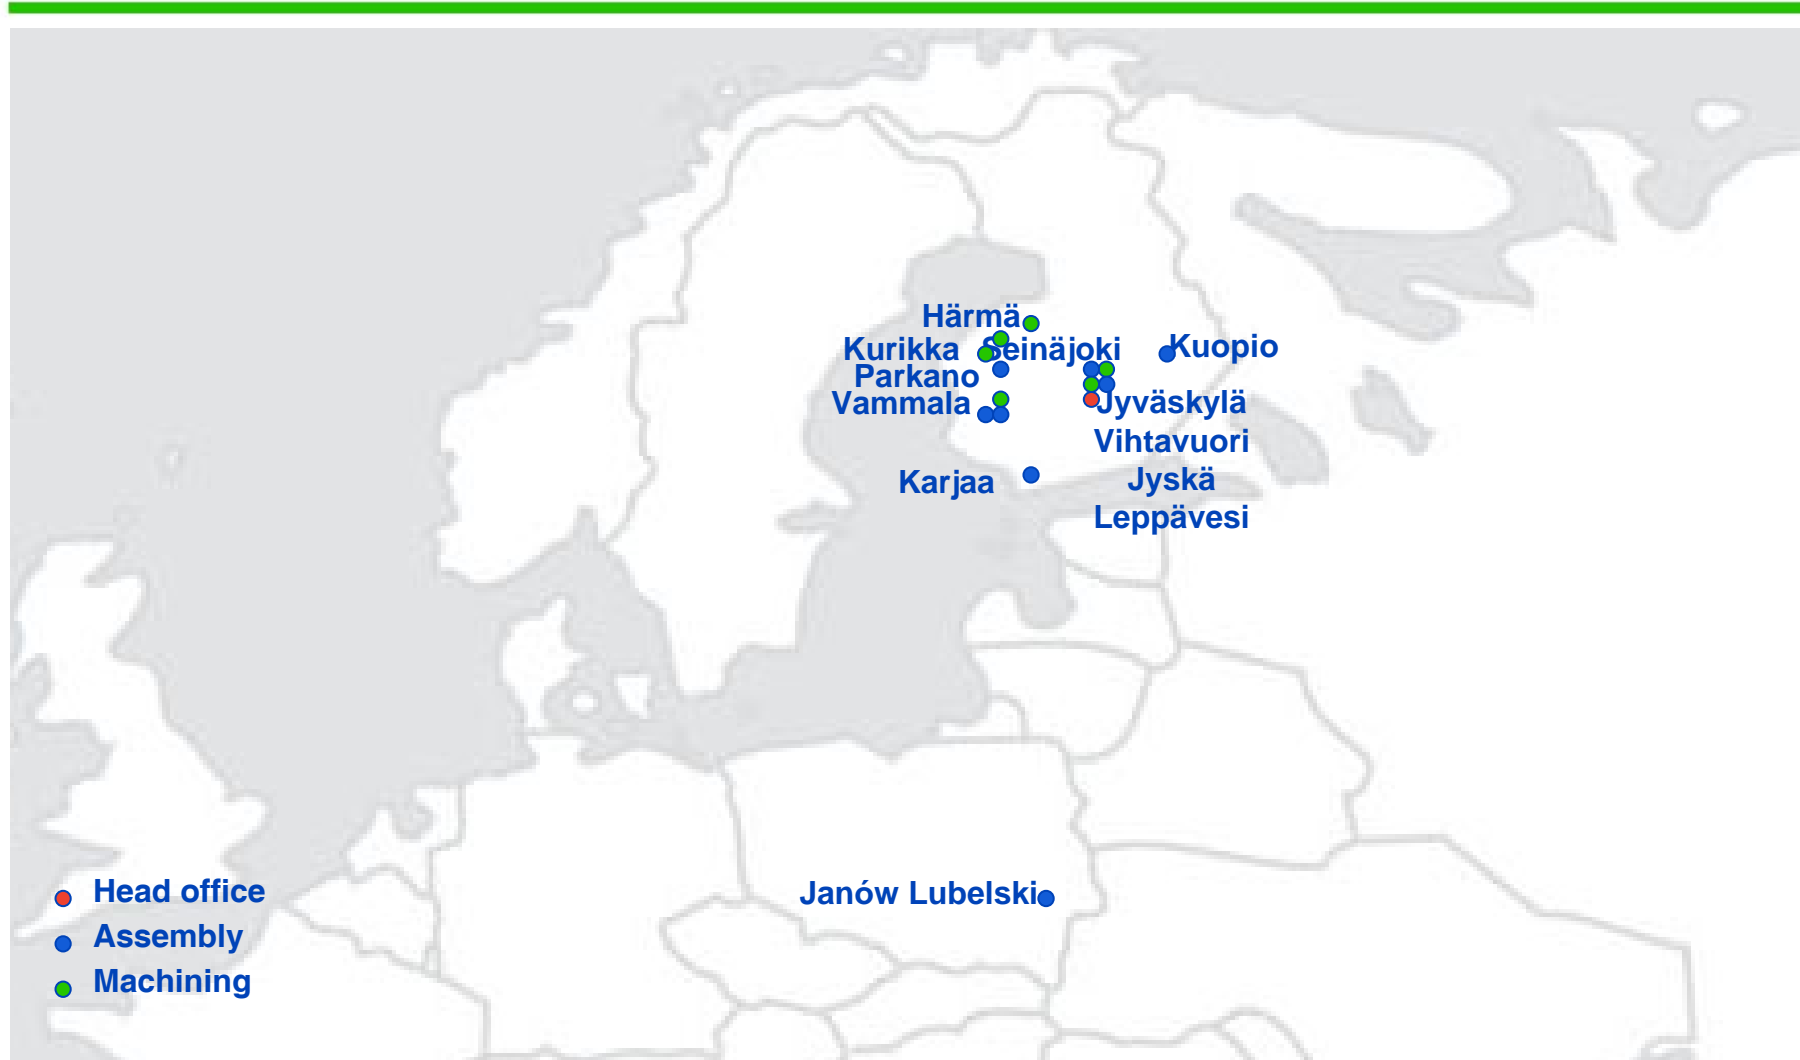 Härmä
Kurikka
Seinäjoki
Kuopio
Parkano
Vammala
Jyväskylä
Vihtavuori
Jyskä
Leppävesi
Karjaa
Janów Lubelski
Head office
Assembly
Machining